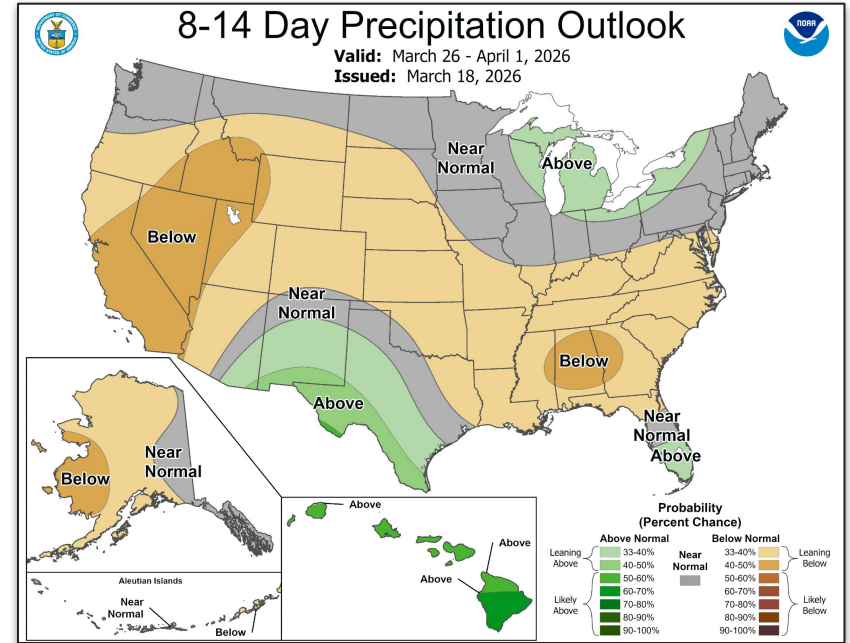 8-14 Day Precipitation Outlook
Valid: March 26 - April 1, 2026
Issued: March 18, 2026
NOAA
Near
Normal
Above
Below
Near
Normal
Below
Above
Near
Normal
Above
Near
Normal
Below
Above
Above
Above
Aleutian Islands
Near
Normal
Below
Probability
(Percent Chance)
Above Normal
Below Normal
Leaning
Above
33-40%
40-50%
Likely
Above
50-60%
60-70%
70-80%
80-90%
90-100%
Near
Normal
33-40%
40-50%
Leaning
Below
50-60%
60-70%
70-80%
80-90%
90-100%
Likely
Below